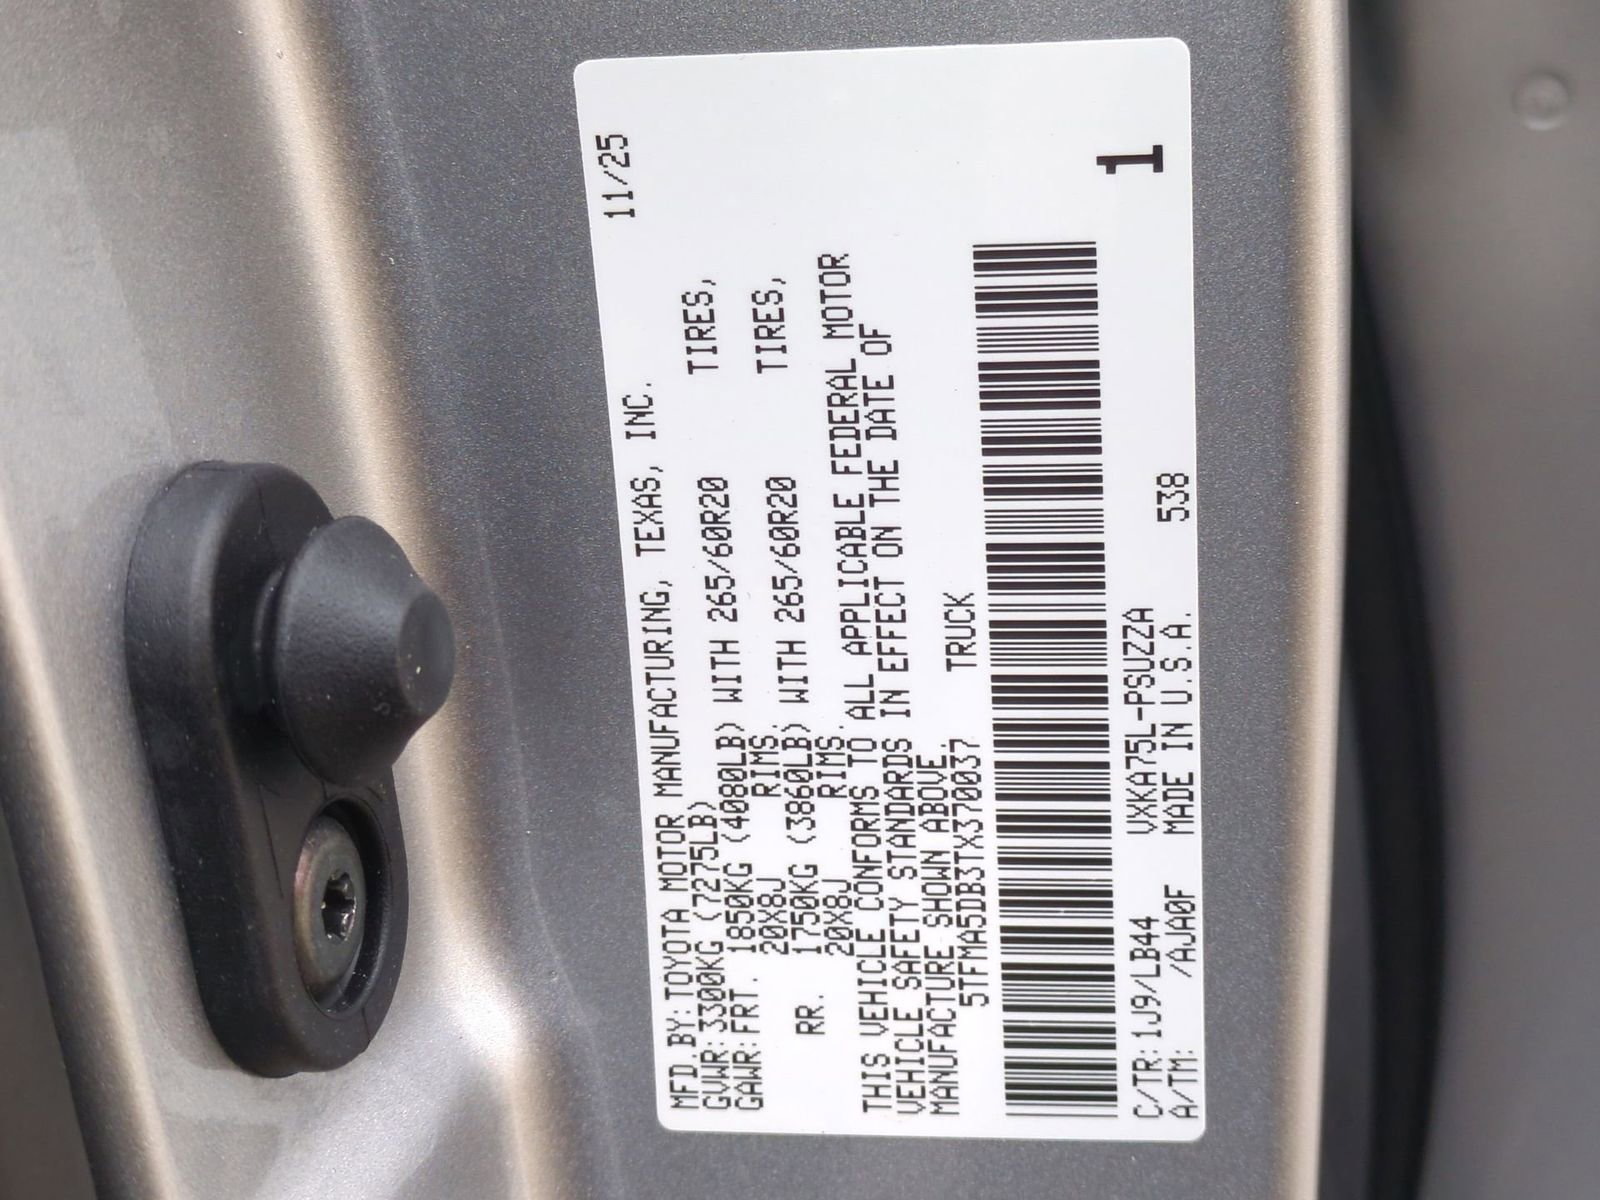 11/25
MFD.BY:TOYOTA MOTOR MANUFACTURING, TEXAS, INC.
GVWR:3300KG (7275LB)
GAWR:FRT. 1850KG (4080LB) WITH 265/60R20 TIRES,
20X8J RIMS.
RR. 1750KG (3860LB) WITH 265/60R20 TIRES,
20X8J RIMS.
THIS VEHICLE CONFORMS TO ALL APPLICABLE FEDERAL MOTOR
VEHICLE SAFETY STANDARDS IN EFFECT ON THE DATE OF
MANUFACTURE SHOWN ABOVE.
5TFMA5DB3TX370037 TRUCK
1
C/TR:1J9/LB44 VXKA75L-PSUZZA
A/TM: /AJA0F MADE IN U.S.A. 538